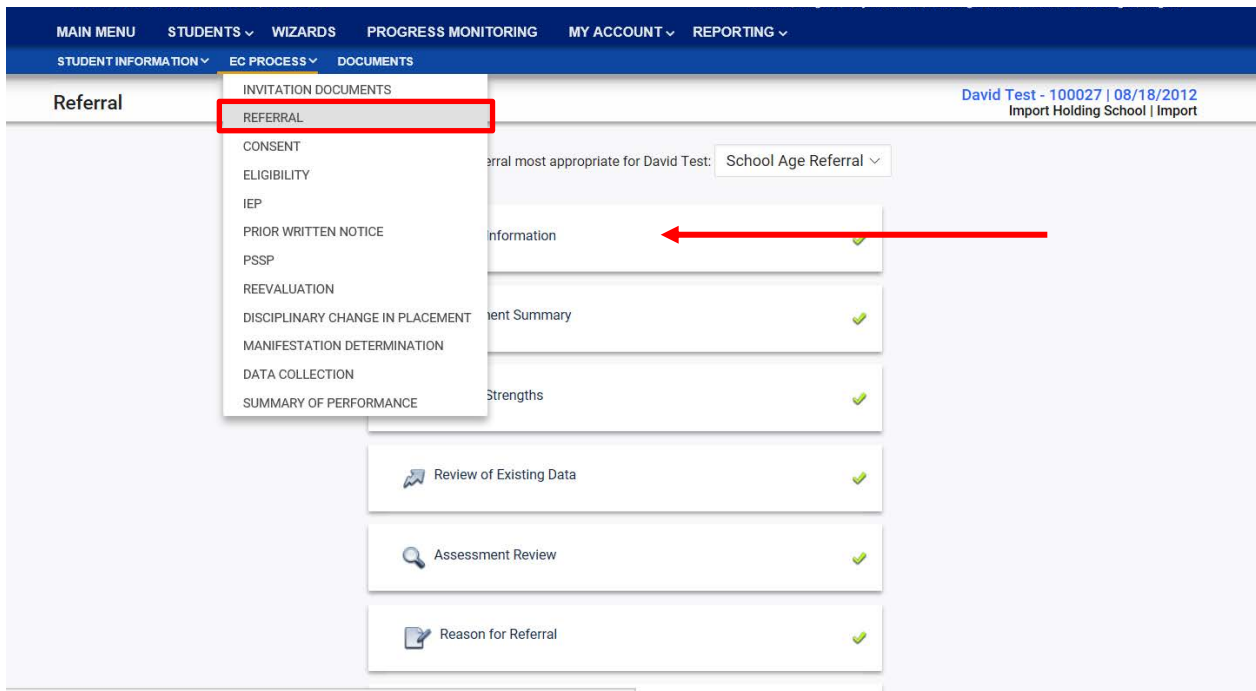 MAIN MENU STUDENTS WIZARDS PROGRESS MONITORING MY ACCOUNT REPORTING
STUDENT INFORMATION EC PROCESS DOCUMENTS
Referral
David Test - 100027 | 08/18/2012
Import Holding School | Import
INVITATION DOCUMENTS
REFERRAL
CONSENT
ELIGIBILITY
IEP
PRIOR WRITTEN NOTICE
PSSP
REEVALUATION
DISCIPLINARY CHANGE IN PLACEMENT
MANIFESTATION DETERMINATION
DATA COLLECTION
SUMMARY OF PERFORMANCE
most appropriate for David Test: School Age Referral
Information
Summary
Strengths
Review of Existing Data
Assessment Review
Reason for Referral